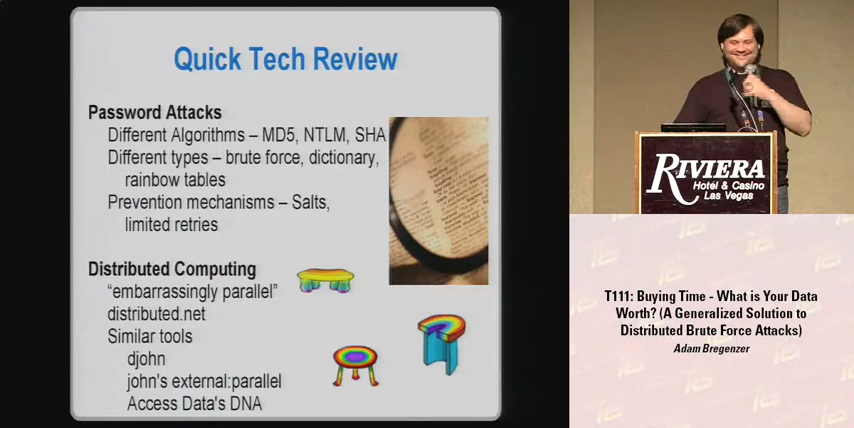 Quick Tech Review
Password Attacks
Different Algorithms – MD5, NTLM, SHA
Different types – brute force, dictionary,
rainbow tables
Prevention mechanisms – Salts,
limited retries
Distributed Computing
“embarrassingly parallel”
distributed.net
Similar tools
djohn
john's external:parallel
Access Data's DNA
RIVIERA
Hotel & Casino
Las Vegas
T111: Buying Time - What is Your Data
Worth? (A Generalized Solution to
Distributed Brute Force Attacks)
Adam Bregenzer